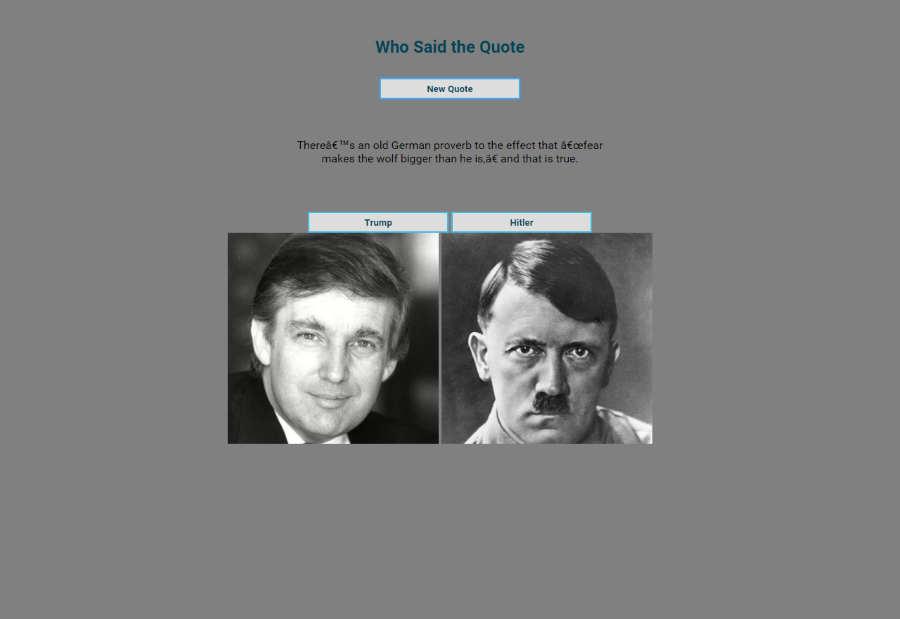 Who Said the Quote
New Quote
Thereâ€™s an old German proverb to the effect that â€œfear
makes the wolf bigger than he is,â€ and that is true.
Trump
Hitler